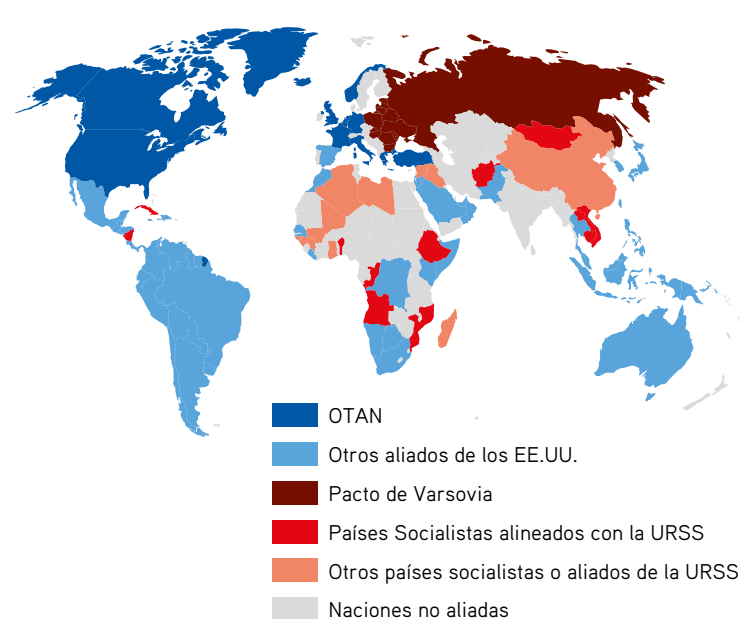 OTAN
Otros aliados de los EE.UU.
Pacto de Varsovia
Países Socialistas alineados con la URSS
Otros países socialistas o aliados de la URSS
Naciones no aliadas